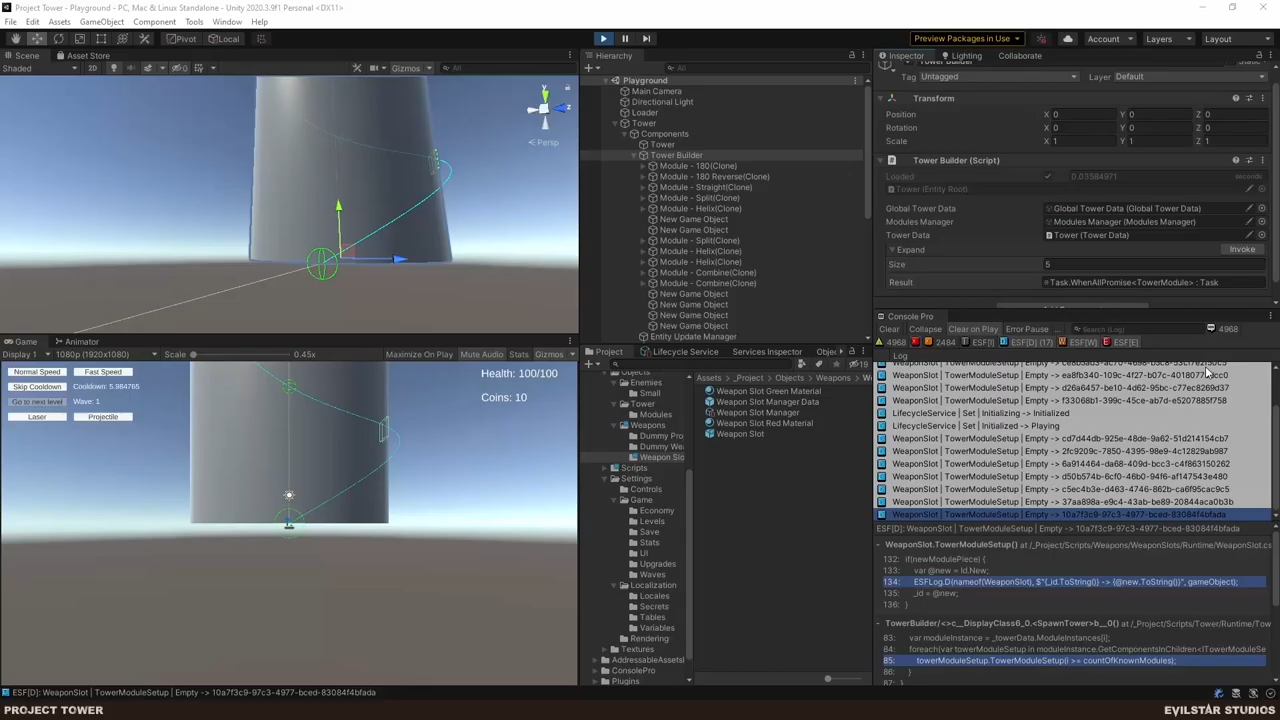 Project Tower - Playground - PC, Mac & Linux Standalone - Unity 2020.3.9f1 Personal <DX11>
File Edit Assets GameObject Component Tools Window Help
Pivot Local Preview Packages in Use Account Layers Layout
Scene Asset Store
Shaded 2D 0 Gizmos All
Persp
Game Animator
Display 1 1080p (1920x1080) Scale 0.45x Maximize On Play Mute Audio Stats Gizmos
Normal Speed Fast Speed Health: 100/100
Skip Cooldown Cooldown: 5.984765
Go to next level Wave: 1 Coins: 10
Laser Projectile
Hierarchy
All
Playground
Main Camera
Directional Light
Loader
Tower
Components
Tower
Tower Builder
Module - 180(Clone)
Module - 180 Reverse(Clone)
Module - Straight(Clone)
Module - Split(Clone)
Module - Helix(Clone)
New Game Object
New Game Object
Module - Split(Clone)
Module - Helix(Clone)
Module - Helix(Clone)
Module - Combine(Clone)
Module - Combine(Clone)
New Game Object
New Game Object
New Game Object
New Game Object
Entity Update Manager
Project Lifecycle Service Services Inspector Objec
19
Objects
Enemies
Small
Tower
Modules
Weapons
Dummy Pro
Dummy We
Weapon Slo
Scripts
Settings
Controls
Game
Economy
Levels
Save
Stats
UI
Upgrades
Waves
Localization
Locales
Secrets
Tables
Variables
Rendering
Textures
AddressableAssetsI
ConsolePro
Plugins
Assets > _Project > Objects > Weapons > Weapon
Weapon Slot Green Material
Weapon Slot Manager Data
Weapon Slot Manager
Weapon Slot Red Material
Weapon Slot
Inspector Lighting Collaborate
Tower Builder
Tag Untagged Layer Default
Transform
Position X 0 Y 0 Z 0
Rotation X 0 Y 0 Z 0
Scale X 1 Y 1 Z 1
Tower Builder (Script)
Loaded 0.03584971 seconds
Tower (Entity Root)
Global Tower Data Global Tower Data (Global Tower Data)
Modules Manager Modules Manager (Modules Manager)
Tower Data Tower (Tower Data)
Expand Invoke
Size 5
Result Task.WhenAllPromise<TowerModule> : Task
Console Pro
Clear Collapse Clear on Play Error Pause ... Search (Log) 4968
4968 2484 ESF[I] ESF[D] (17) ESF[W] ESF[E]
Log
WeaponSlot | TowerModuleSetup | Empty -> ea8fb340-109c-4f27-b07c-4018077
WeaponSlot | TowerModuleSetup | Empty -> d26a6457-be10-4d62-95bc-c77ec8269d37
WeaponSlot | TowerModuleSetup | Empty -> f33068b1-399c-45ce-ab7d-e5207885f758
LifecycleService | Set | Initializing -> Initialized
LifecycleService | Set | Initialized -> Playing
WeaponSlot | TowerModuleSetup | Empty -> cd7d44db-925e-48de-9a62-51d214154cb7
WeaponSlot | TowerModuleSetup | Empty -> 2fc9209c-7850-4395-98e9-4c12829ab987
WeaponSlot | TowerModuleSetup | Empty -> 6a914464-da68-409d-bcc3-c4f863150262
WeaponSlot | TowerModuleSetup | Empty -> d50b574b-6cf0-46b0-94f6-af147543e480
WeaponSlot | TowerModuleSetup | Empty -> c5ec4b3e-d463-4746-862b-ca6f95cac9c5
WeaponSlot | TowerModuleSetup | Empty -> 37aa898a-e9c4-43ab-be89-200aca4a0b3b
WeaponSlot | TowerModuleSetup | Empty -> 10a7f3c9-97c3-4977-bced-83084f4bfada
ESF[D]: WeaponSlot | TowerModuleSetup | Empty -> 10a7f3c9-97c3-4977-bced-83084f4bfada
- WeaponSlot.TowerModuleSetup() at /_Project/Scripts/Weapons/WeaponSlots/Runtime/WeaponSlot.cs
132: if(newModulePiece) {
133: var @new = Id.New;
134: ESFLog.D(nameof(WeaponSlot), $"{_id.ToString()} -> {@new.ToString()}", gameObject);
135: _id = @new;
136: }
- TowerBuilder/<>c__DisplayClass6_0.<SpawnTower>b__0() at /_Project/Scripts/Tower/Runtime/Tow
83: var moduleInstance = _towerData.ModuleInstances[i];
84: foreach(var towerModuleSetup in moduleInstance.GetComponentsInChildren<ITowerModuleSe
85: towerModuleSetup.TowerModuleSetup(i >= countOfKnownModules);
86: }
87: }
ESF[D]: WeaponSlot | TowerModuleSetup | Empty -> 10a7f3c9-97c3-4977-bced-83084f4bfada
PROJECT TOWER EVILSTAR STUDIOS